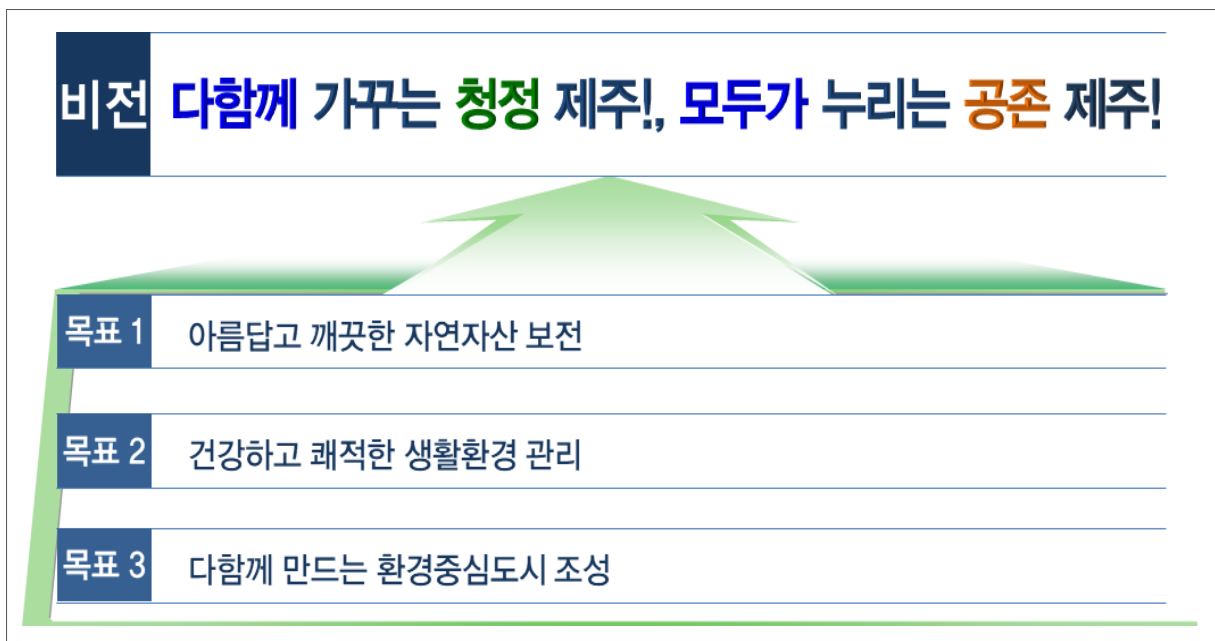 비전 다함께 가꾸는 청정 제주!, 모두가 누리는 공존 제주!
목표 1 아름답고 깨끗한 자연자산 보전
목표 2 건강하고 쾌적한 생활환경 관리
목표 3 다함께 만드는 환경중심도시 조성